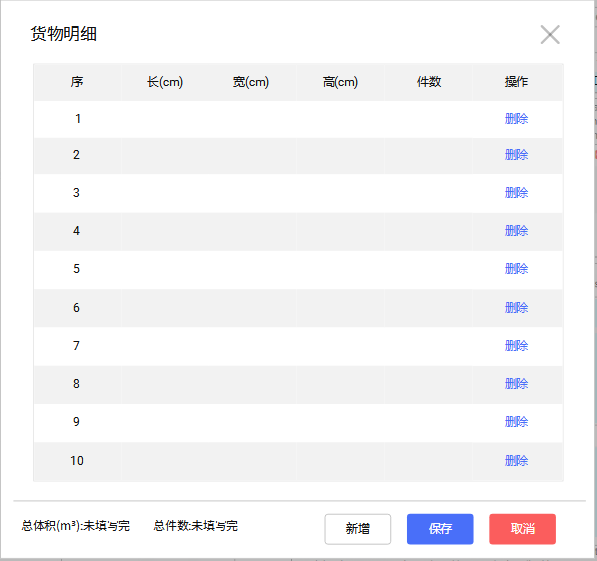 货物明细
序 长(cm) 宽(cm) 高(cm) 件数 操作
1 删除
2 删除
3 删除
4 删除
5 删除
6 删除
7 删除
8 删除
9 删除
10 删除
总体积(m³):未填写完 总件数:未填写完 新增 保存 取消